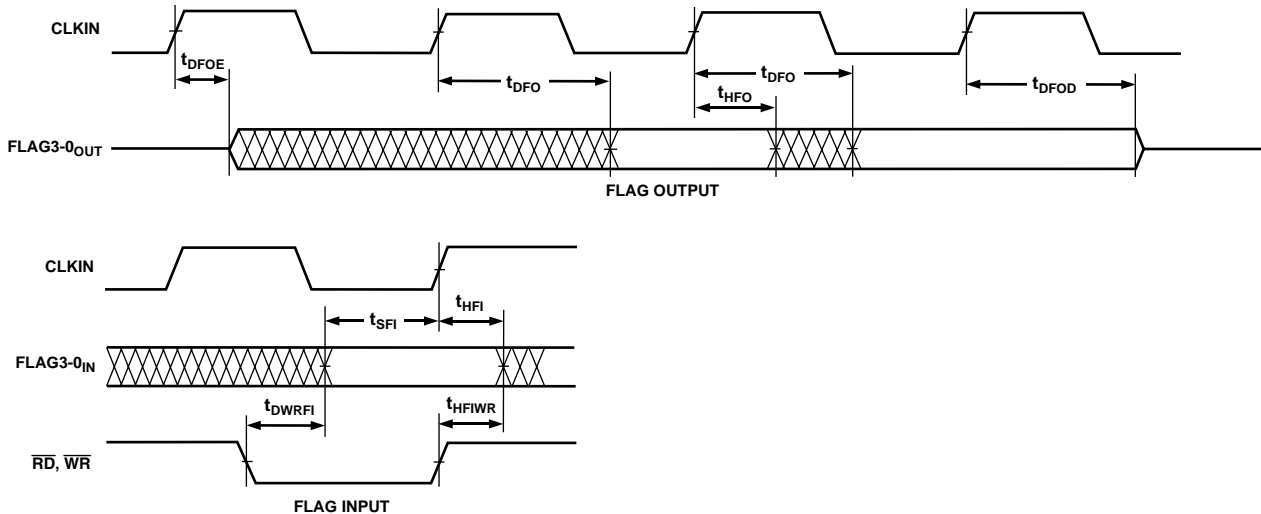 CLKIN
tDFOE
tDFO
tDFO
tHFO
tDFOD
FLAG3-0OUT
FLAG OUTPUT
CLKIN
tSFI
tHFI
FLAG3-0IN
tDWRFI
tHFIWR
RD, WR
FLAG INPUT